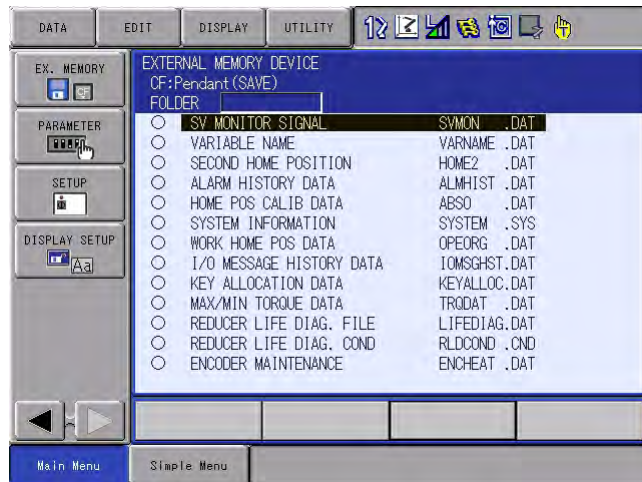 DATA EDIT DISPLAY UTILITY
EX. MEMORY
CF
PARAMETER
SETUP
DISPLAY SETUP
Aa
EXTERNAL MEMORY DEVICE
CF:Pendant(SAVE)
FOLDER
SV MONITOR SIGNAL SVMON .DAT
VARIABLE NAME VARNAME .DAT
SECOND HOME POSITION HOME2 .DAT
ALARM HISTORY DATA ALMHIST .DAT
HOME POS CALIB DATA ABSO .DAT
SYSTEM INFORMATION SYSTEM .SYS
WORK HOME POS DATA OPEORG .DAT
I/O MESSAGE HISTORY DATA IOMSGHST.DAT
KEY ALLOCATION DATA KEYALLOC.DAT
MAX/MIN TORQUE DATA TRQDAT .DAT
REDUCER LIFE DIAG. FILE LIFEDIAG.DAT
REDUCER LIFE DIAG. COND RLDCOND .CND
ENCODER MAINTENANCE ENCHEAT .DAT
Main Menu Simple Menu